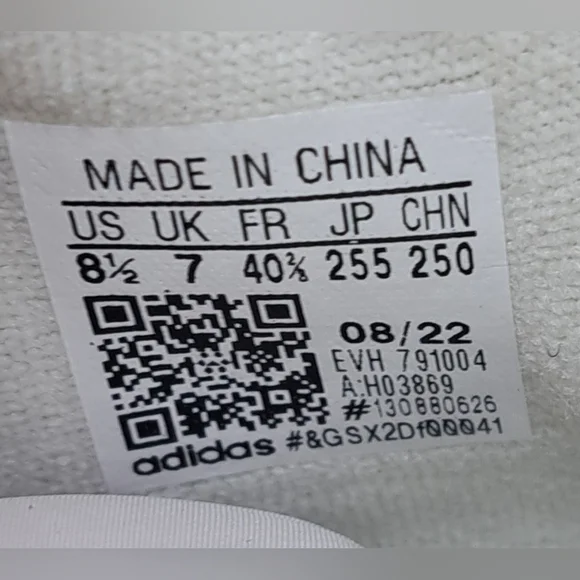 MADE IN CHINA
US UK FR JP CHN
8½ 7 40⅔ 255 250
08/22
EVH 791004
A:H03869
#130880626
adidas #&GSX2Df00041